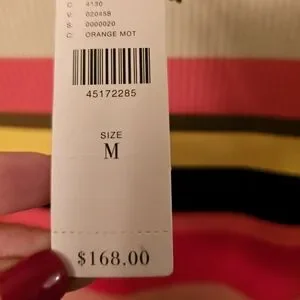 C: 4130
V: 020458
S: 0000020
C: ORANGE MOT
45172285
SIZE
M
$168.00